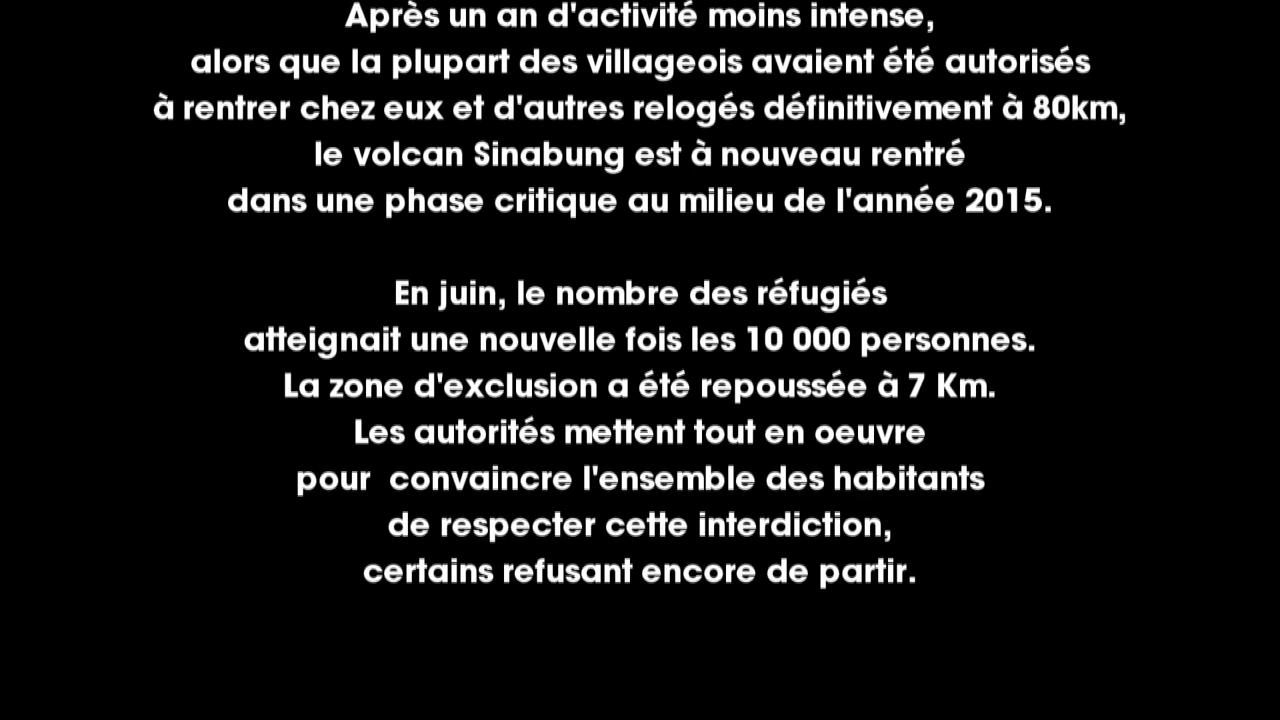 Après un an d'activité moins intense,
alors que la plupart des villageois avaient été autorisés
à rentrer chez eux et d'autres relogés définitivement à 80km,
le volcan Sinabung est à nouveau rentré
dans une phase critique au milieu de l'année 2015.
En juin, le nombre des réfugiés
atteignait une nouvelle fois les 10 000 personnes.
La zone d'exclusion a été repoussée à 7 Km.
Les autorités mettent tout en oeuvre
pour  convaincre l'ensemble des habitants
de respecter cette interdiction,
certains refusant encore de partir.